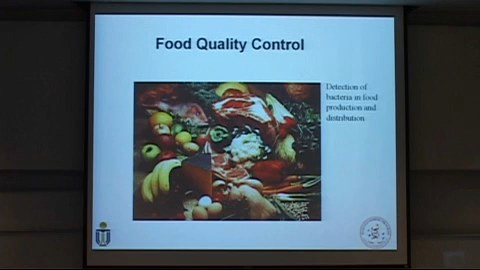 Food Quality Control
Detection of
bacteria in food
production and
distribution